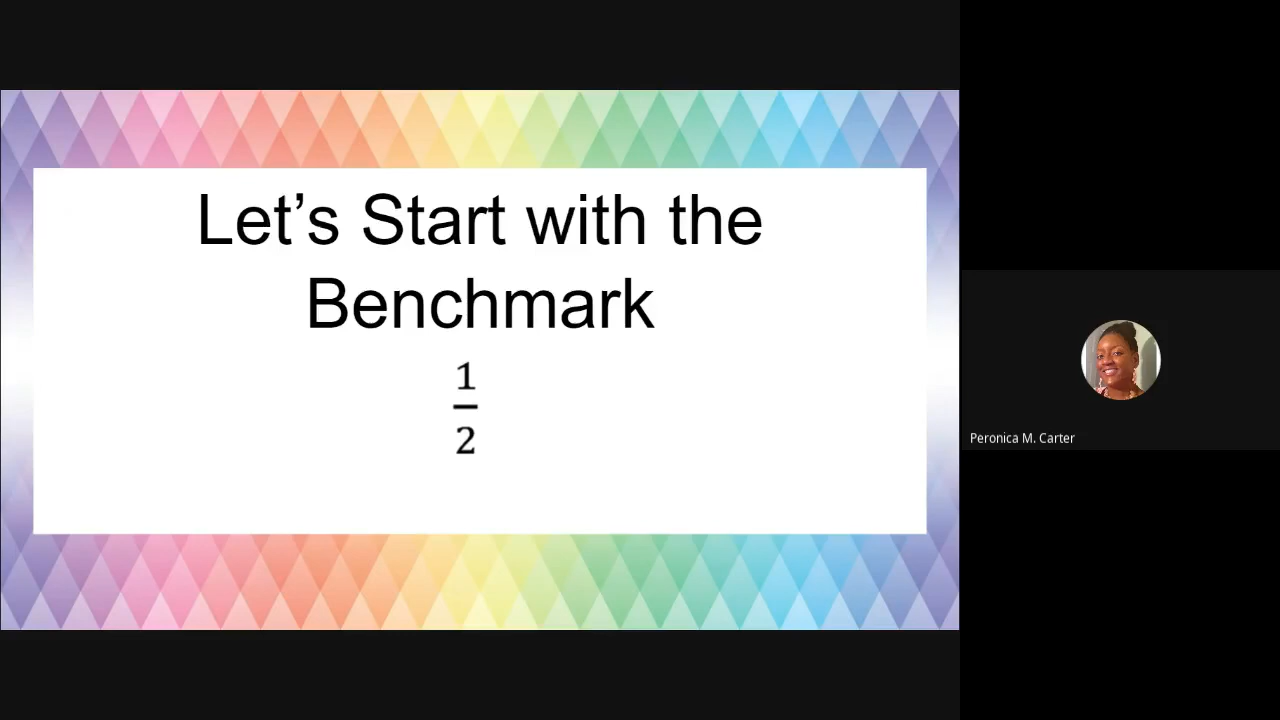 Let’s Start with the
Benchmark
1
2
Peronica M. Carter